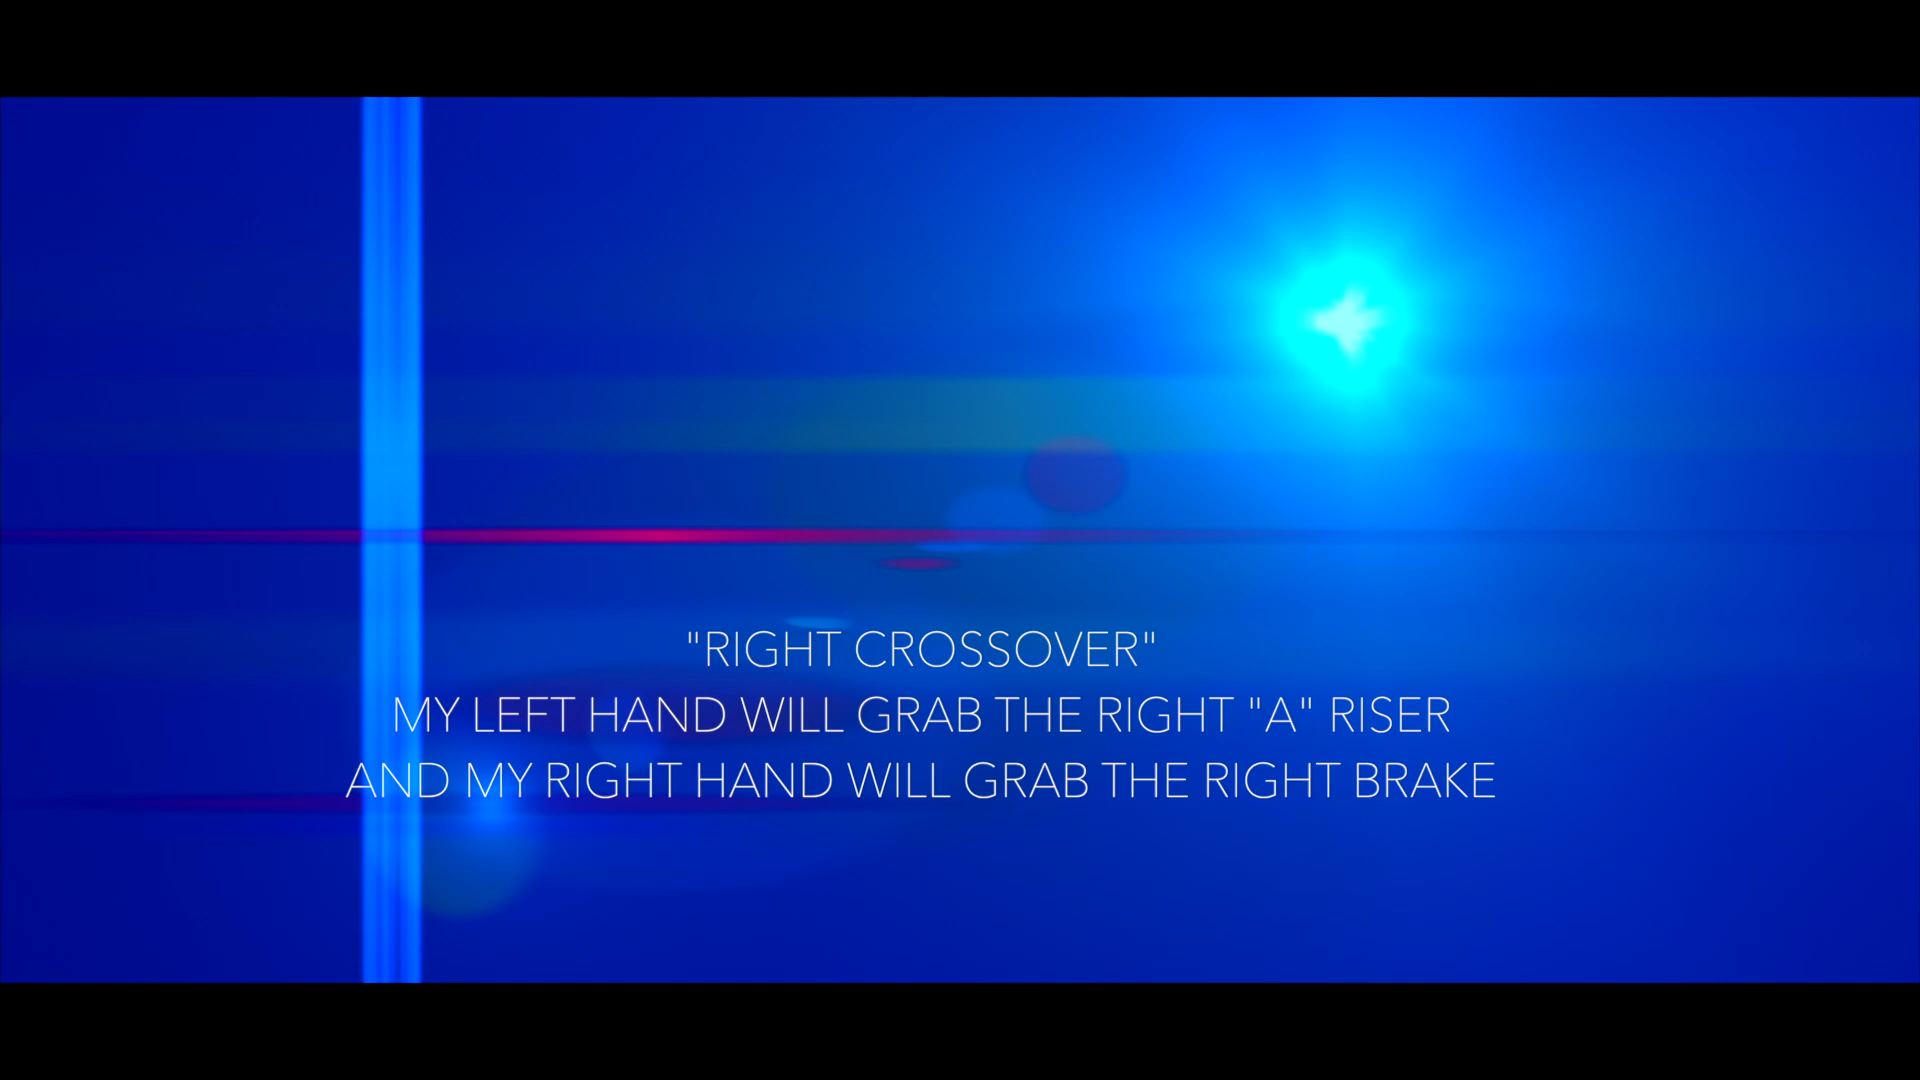 "RIGHT CROSSOVER"
MY LEFT HAND WILL GRAB THE RIGHT "A" RISER
AND MY RIGHT HAND WILL GRAB THE RIGHT BRAKE